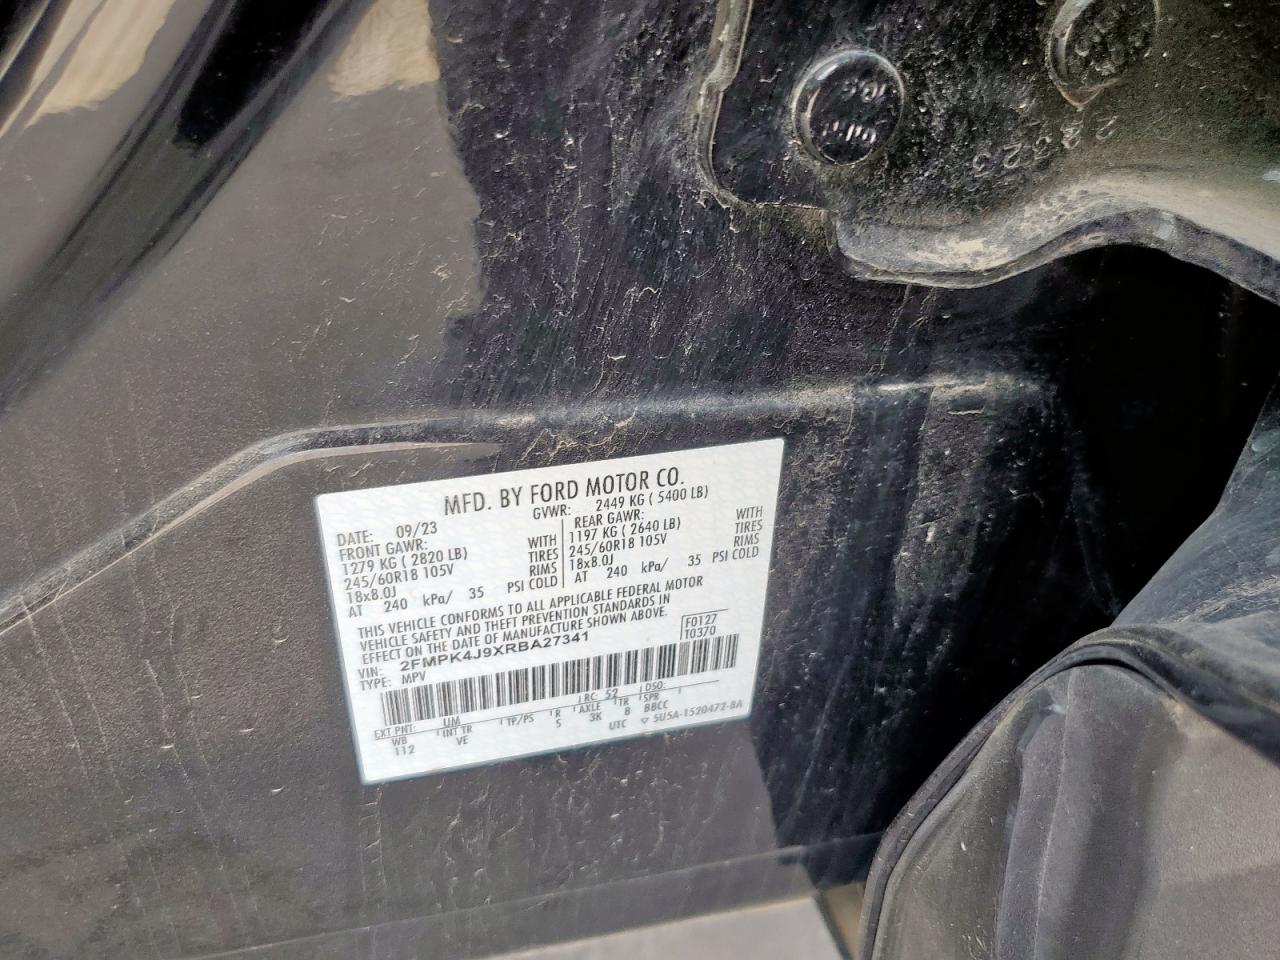 MFD. BY FORD MOTOR CO.
DATE: 09/23 GVWR: 2449 KG ( 5400 LB)
FRONT GAWR: REAR GAWR:
1279 KG ( 2820 LB) WITH 1197 KG ( 2640 LB) WITH
245/60R18 105V TIRES 245/60R18 105V TIRES
18x8.0J RIMS 18x8.0J RIMS
AT 240 kPa/ 35 PSI COLD AT 240 kPa/ 35 PSI COLD
THIS VEHICLE CONFORMS TO ALL APPLICABLE FEDERAL MOTOR
VEHICLE SAFETY AND THEFT PREVENTION STANDARDS IN
EFFECT ON THE DATE OF MANUFACTURE SHOWN ABOVE.
VIN: 2FMPK4J9XRBA27341 F0127
TYPE: MPV T0370
EXT PNT: UM RC: 52 DSO:
WB INT TR TP/PS R AXLE TR SPR
112 VE 5 3K B BBCC
UTC 5U5A-1520472-BA